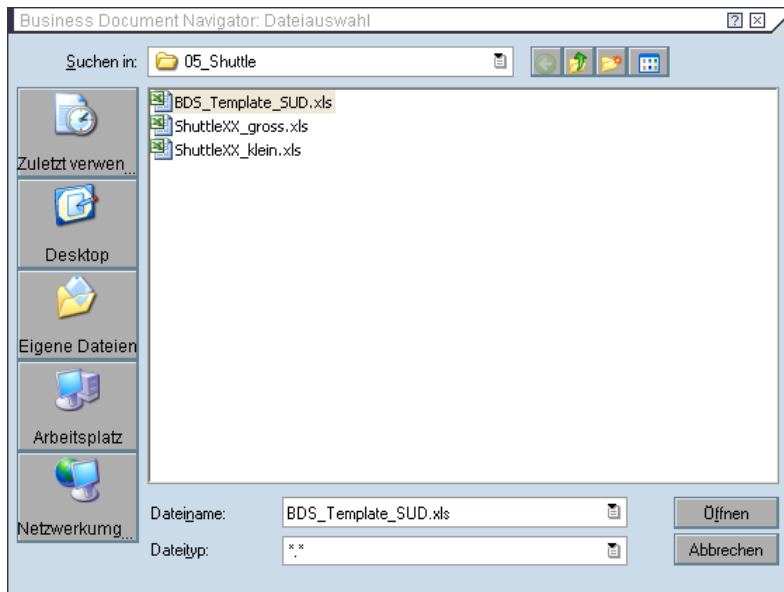 Business Document Navigator: Dateiauswahl
Suchen in: 05_Shuttle
BDS_Template_SUD.xls
ShuttleXX_gross.xls
ShuttleXX_klein.xls
Zuletzt verwen...
Desktop
Eigene Dateien
Arbeitsplatz
Netzwerkumg...
Dateiname: BDS_Template_SUD.xls Öffnen
Dateityp: *.* Abbrechen